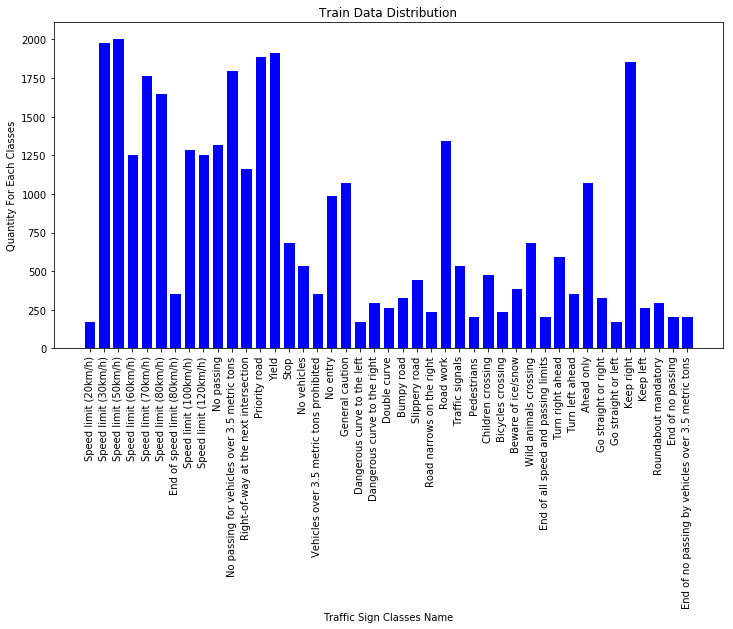 Train Data Distribution
Quantity For Each Classes
2000
1750
1500
1250
1000
750
500
250
0
Speed limit (20km/h)
Speed limit (30km/h)
Speed limit (50km/h)
Speed limit (60km/h)
Speed limit (70km/h)
Speed limit (80km/h)
End of speed limit (80km/h)
Speed limit (100km/h)
Speed limit (120km/h)
No passing
No passing for vehicles over 3.5 metric tons
Right-of-way at the next intersection
Priority road
Yield
Stop
No vehicles
Vehicles over 3.5 metric tons prohibited
No entry
General caution
Dangerous curve to the left
Dangerous curve to the right
Double curve
Bumpy road
Slippery road
Road narrows on the right
Road work
Traffic signals
Pedestrians
Children crossing
Bicycles crossing
Beware of ice/snow
Wild animals crossing
End of all speed and passing limits
Turn right ahead
Turn left ahead
Ahead only
Go straight or right
Go straight or left
Keep right
Keep left
Roundabout mandatory
End of no passing
End of no passing by vehicles over 3.5 metric tons
Traffic Sign Classes Name